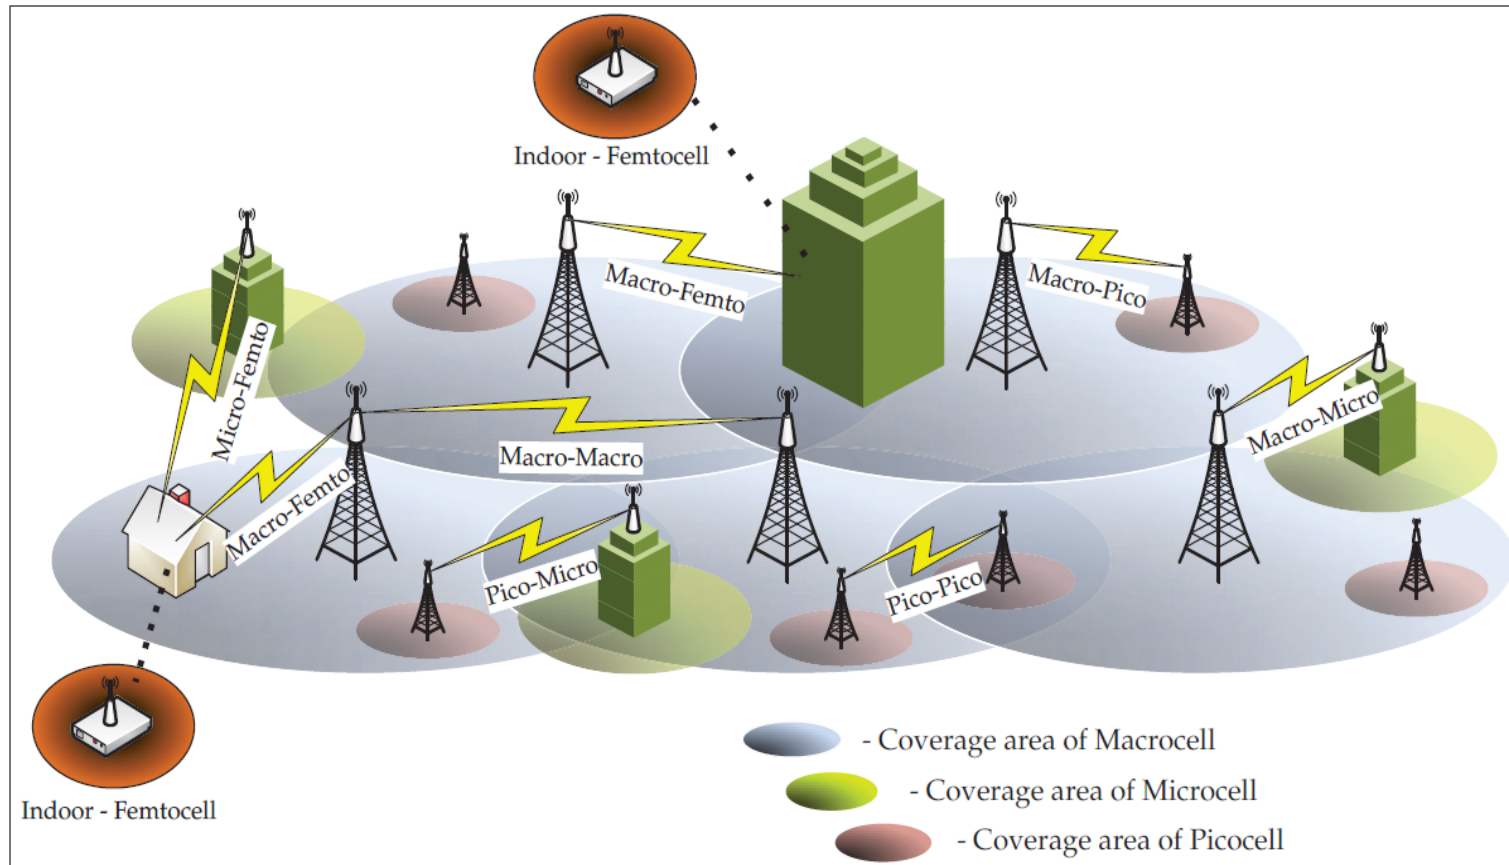 Indoor - Femtocell
Macro-Femto
Macro-Pico
Micro-Femto
Macro-Micro
Macro-Macro
Macro-Femto
Pico-Micro
Pico-Pico
Indoor - Femtocell
- Coverage area of Macrocell
- Coverage area of Microcell
- Coverage area of Picocell